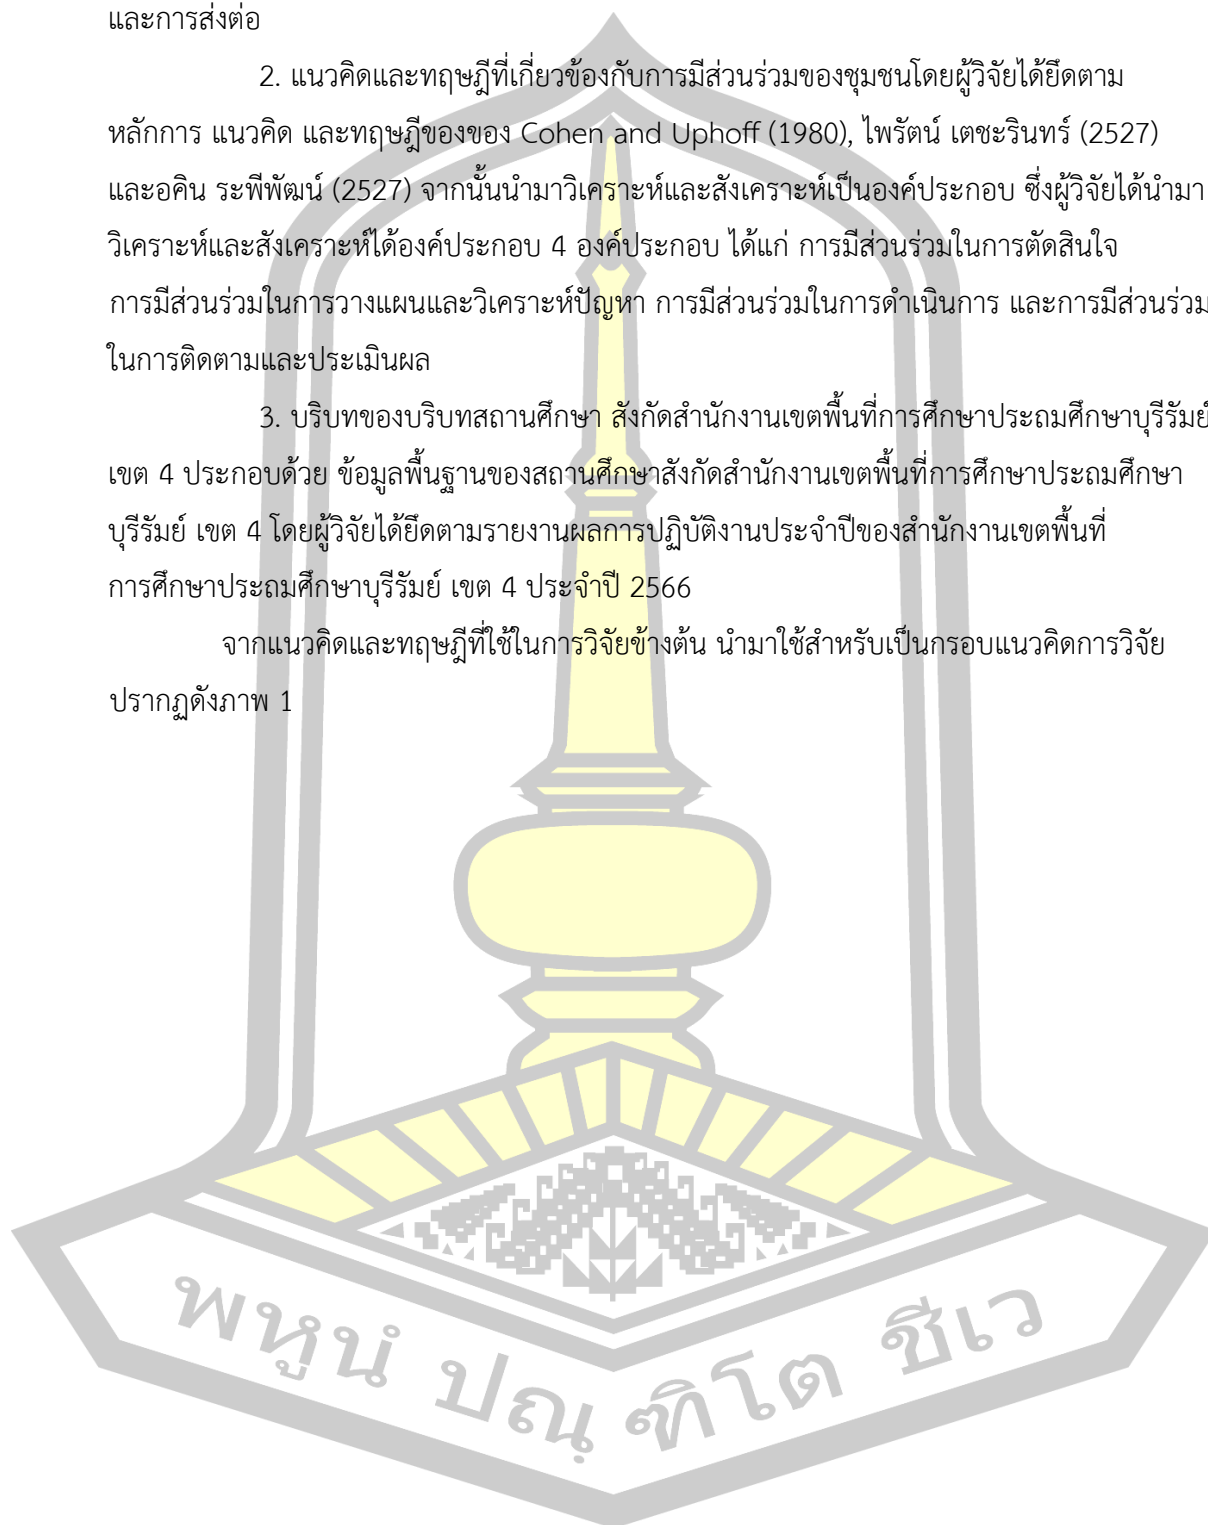 และการส่งต่อ
2. แนวคิดและทฤษฎีที่เกี่ยวข้องกับการมีส่วนร่วมของชุมชนโดยผู้วิจัยได้ยึดตาม
หลักการ แนวคิด และทฤษฎีของของ Cohen and Uphoff (1980), ไพรัตน์ เตชะรินทร์ (2527)
และอคิน ระพีพัฒน์ (2527) จากนั้นนำมาวิเคราะห์และสังเคราะห์เป็นองค์ประกอบ ซึ่งผู้วิจัยได้นำมา
วิเคราะห์และสังเคราะห์ได้องค์ประกอบ 4 องค์ประกอบ ได้แก่ การมีส่วนร่วมในการตัดสินใจ
การมีส่วนร่วมในการวางแผนและวิเคราะห์ปัญหา การมีส่วนร่วมในการดำเนินการ และการมีส่วนร่วม
ในการติดตามและประเมินผล
3. บริบทของบริบทสถานศึกษา สังกัดสำนักงานเขตพื้นที่การศึกษาประถมศึกษาบุรีรัมย์
เขต 4 ประกอบด้วย ข้อมูลพื้นฐานของสถานศึกษาสังกัดสำนักงานเขตพื้นที่การศึกษาประถมศึกษา
บุรีรัมย์ เขต 4 โดยผู้วิจัยได้ยึดตามรายงานผลการปฏิบัติงานประจำปีของสำนักงานเขตพื้นที่
การศึกษาประถมศึกษาบุรีรัมย์ เขต 4 ประจำปี 2566
จากแนวคิดและทฤษฎีที่ใช้ในการวิจัยข้างต้น นำมาใช้สำหรับเป็นกรอบแนวคิดการวิจัย
ปรากฏดังภาพ 1
พหูนํ ปณฺฑิโต ชีเว